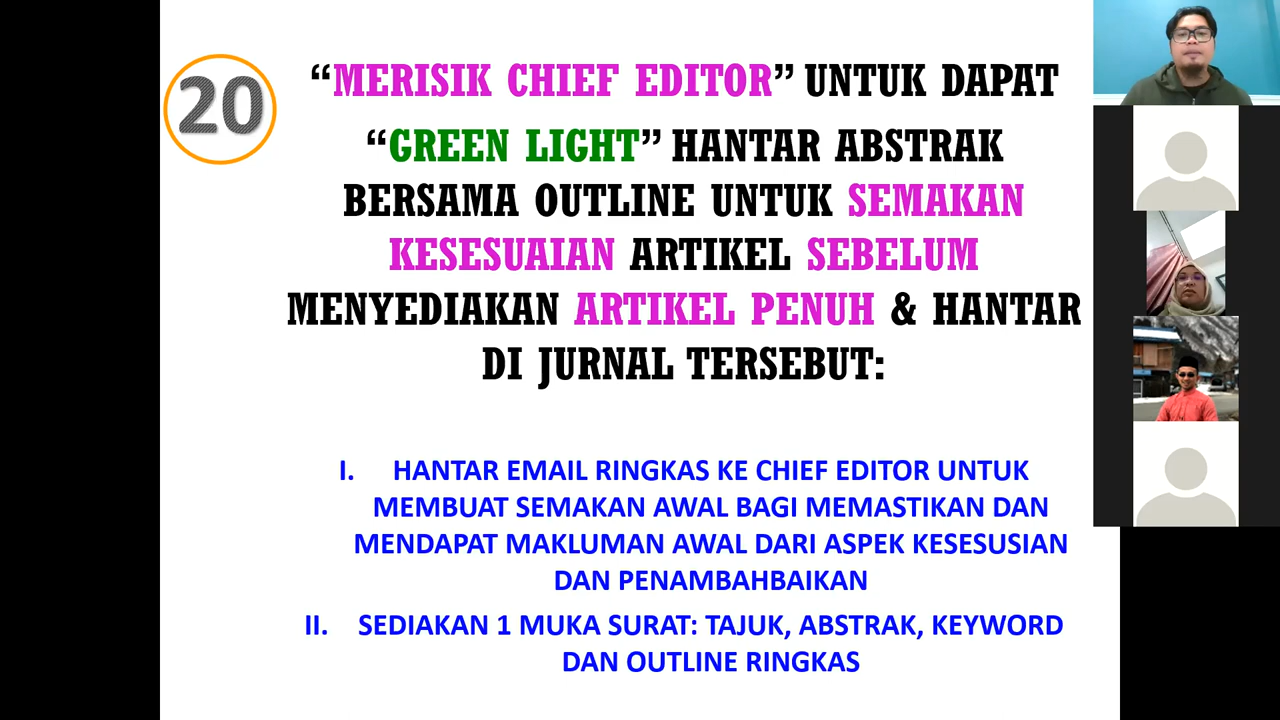 20
“MERISIK CHIEF EDITOR” UNTUK DAPAT
“GREEN LIGHT” HANTAR ABSTRAK
BERSAMA OUTLINE UNTUK SEMAKAN
KESESUAIAN ARTIKEL SEBELUM
MENYEDIAKAN ARTIKEL PENUH & HANTAR
DI JURNAL TERSEBUT:
I. HANTAR EMAIL RINGKAS KE CHIEF EDITOR UNTUK
MEMBUAT SEMAKAN AWAL BAGI MEMASTIKAN DAN
MENDAPAT MAKLUMAN AWAL DARI ASPEK KESESUSIAN
DAN PENAMBAHBAIKAN
II. SEDIAKAN 1 MUKA SURAT: TAJUK, ABSTRAK, KEYWORD
DAN OUTLINE RINGKAS